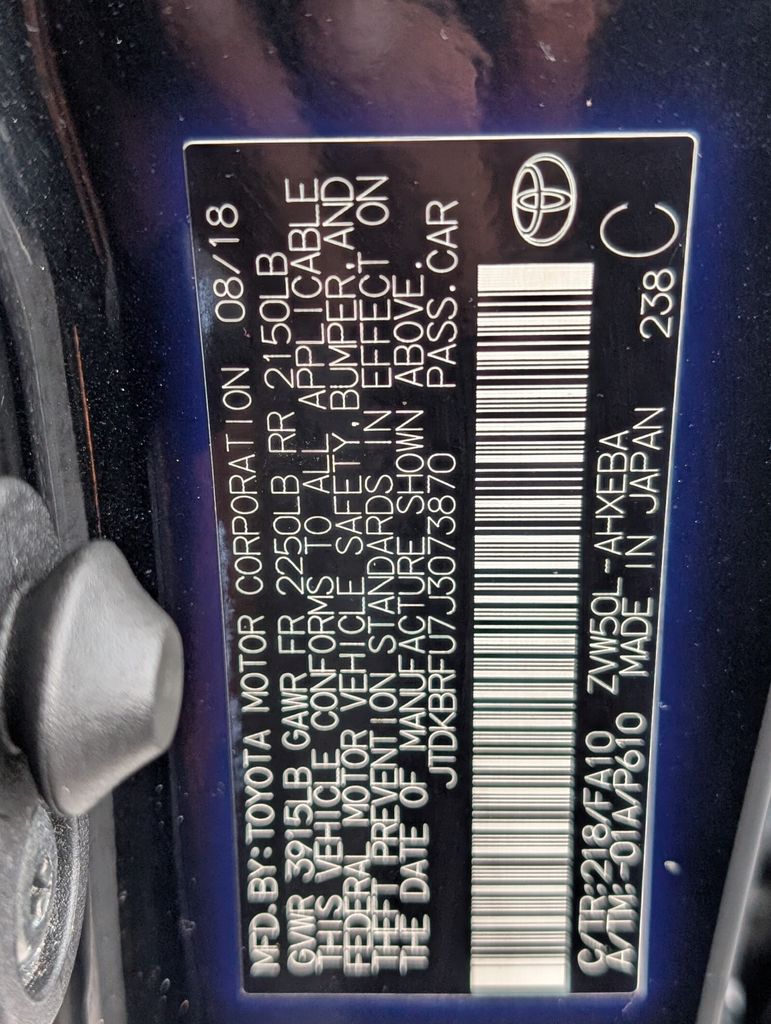 MFD.BY:TOYOTA MOTOR CORPORATION 08/18
GVWR 3915LB GAWR FR 2250LB RR 2150LB
THIS VEHICLE CONFORMS TO ALL APPLICABLE
FEDERAL MOTOR VEHICLE SAFETY,BUMPER,AND
THEFT PREVENTION STANDARDS IN EFFECT ON
THE DATE OF MANUFACTURE SHOWN ABOVE.
JTDKBRFU7J3073870 PASS.CAR
C/TR:218/FA10 ZVW50L-AHXEBA 238
A/TM:-01A/P610 MADE IN JAPAN C